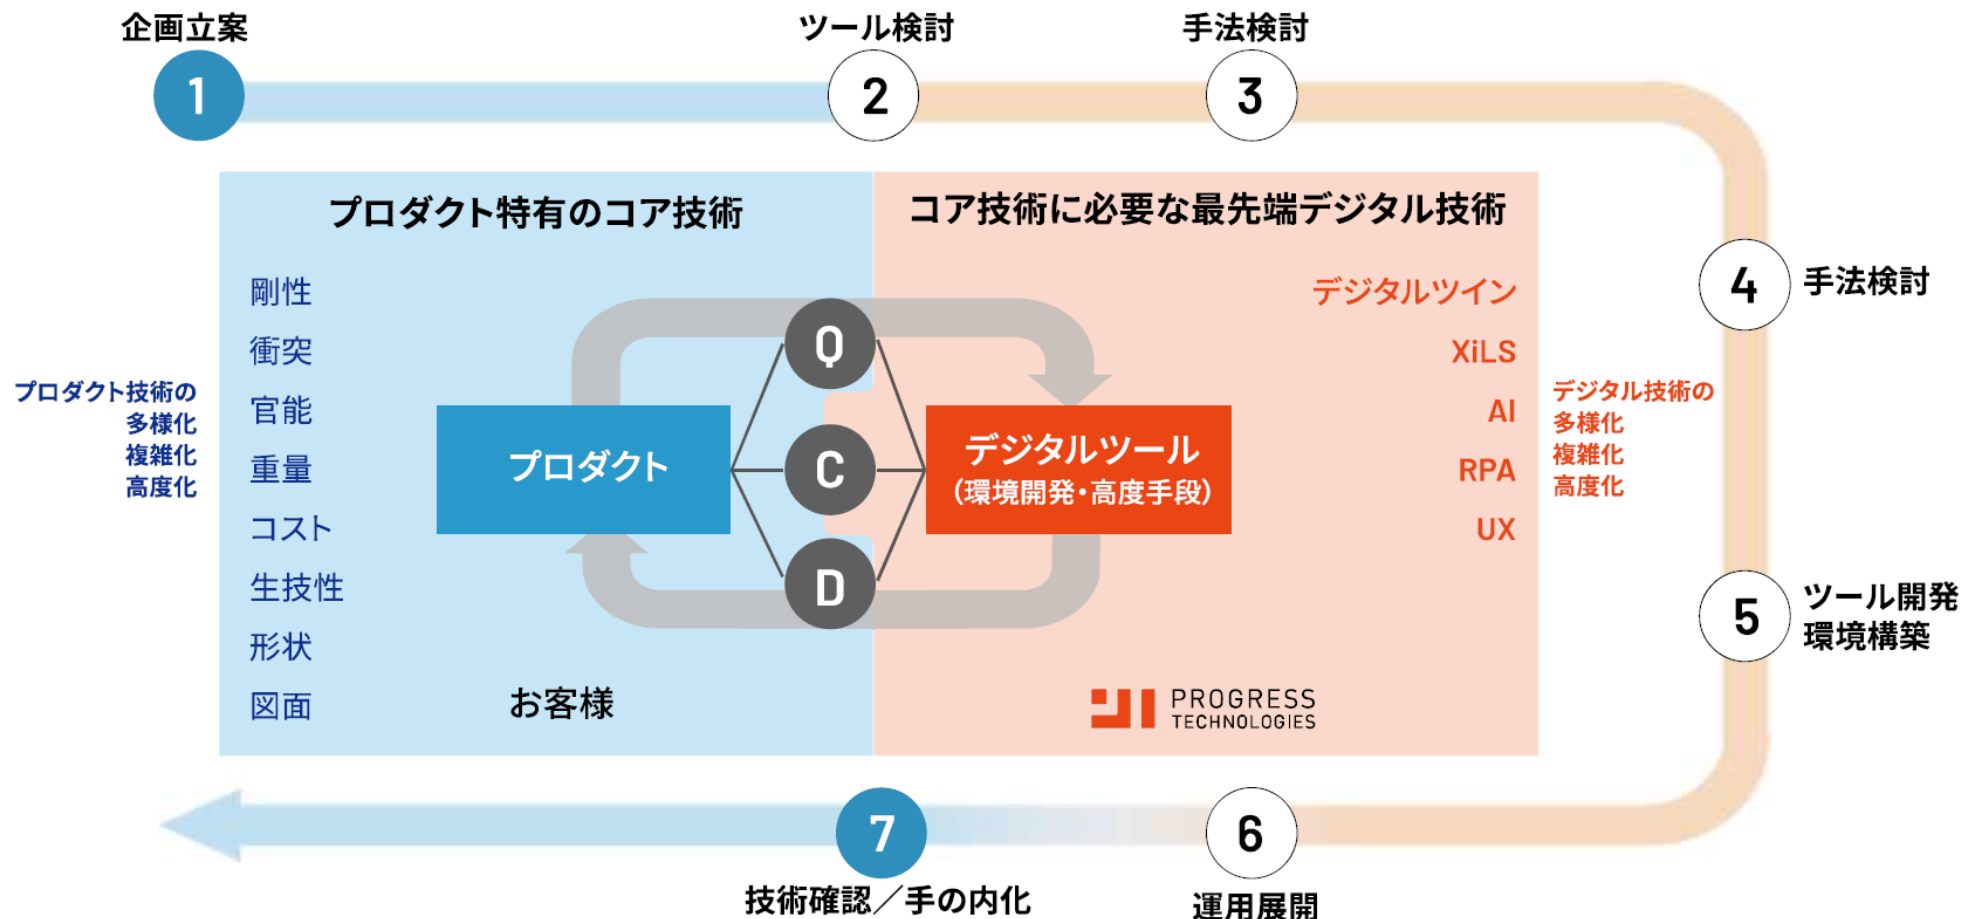 企画立案
1
ツール検討
2
手法検討
3
プロダクト特有のコア技術
コア技術に必要な最先端デジタル技術
4
手法検討
プロダクト技術の
多様化
複雑化
高度化
剛性
衝突
官能
重量
コスト
生技性
形状
図面
プロダクト
Q
C
D
デジタルツール
(環境開発・高度手段)
デジタルツイン
XiLS
AI
RPA
UX
デジタル技術の
多様化
複雑化
高度化
5
ツール開発
環境構築
お客様
PROGRESS
TECHNOLOGIES
7
技術確認/手の内化
6
運用展開